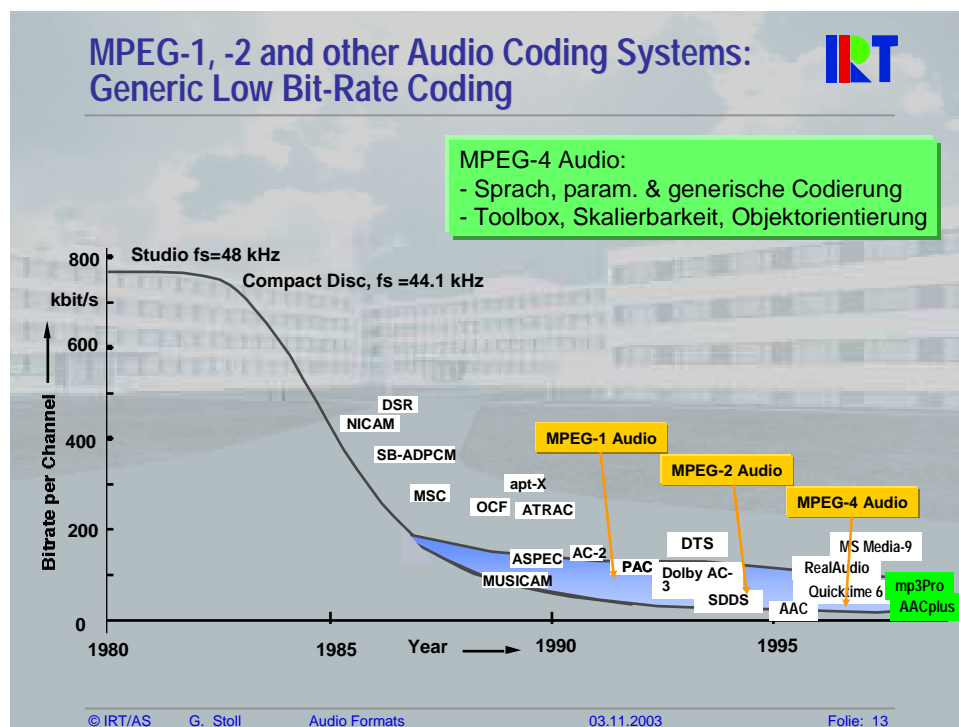 MPEG-1, -2 and other Audio Coding Systems:
Generic Low Bit-Rate Coding
IRT
MPEG-4 Audio:
- Sprach, param. & generische Codierung
- Toolbox, Skalierbarkeit, Objektorientierung
800
Studio fs=48 kHz
Compact Disc, fs =44.1 kHz
kbit/s
600
Bitrate per Channel
DSR
NICAM
400
MPEG-1 Audio
SB-ADPCM
MPEG-2 Audio
apt-X
MSC
OCF
ATRAC
MPEG-4 Audio
200
DTS
MS Media-9
ASPEC
AC-2
PAC
RealAudio
Dolby AC-
3
MUSICAM
Quicktime 6
mp3Pro
SDDS
AAC
AACplus
0
1980
1985
Year
1990
1995
© IRT/AS G. Stoll Audio Formats 03.11.2003 Folie: 13